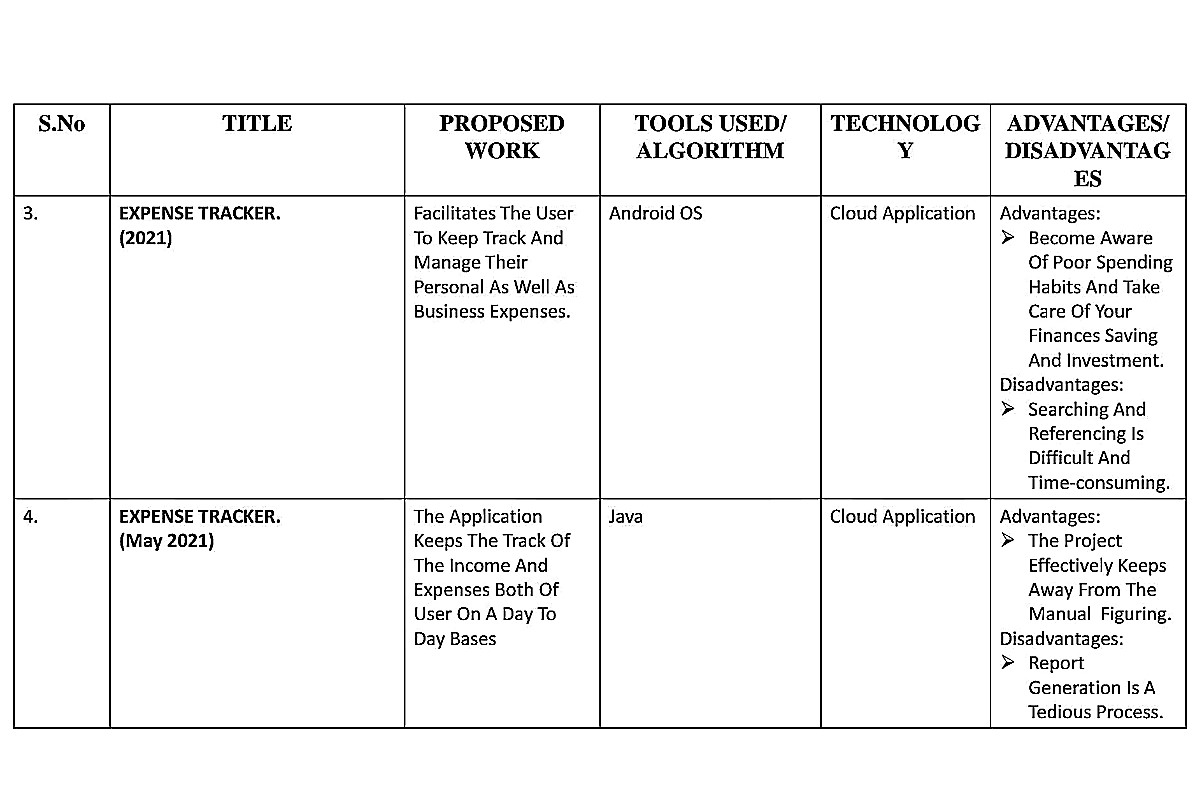 S.No
TITLE
PROPOSED
WORK
TOOLS USED/
ALGORITHM
TECHNOLOG
Y
ADVANTAGES/
DISADVANTAG
ES
3.
EXPENSE TRACKER.
(2021)
Facilitates The User
To Keep Track And
Manage Their
Personal As Well As
Business Expenses.
Android OS
Cloud Application
Advantages:
➢ Become Aware
Of Poor Spending
Habits And Take
Care Of Your
Finances Saving
And Investment.
Disadvantages:
➢ Searching And
Referencing Is
Difficult And
Time-consuming.
4.
EXPENSE TRACKER.
(May 2021)
The Application
Keeps The Track Of
The Income And
Expenses Both Of
User On A Day To
Day Bases
Java
Cloud Application
Advantages:
➢ The Project
Effectively Keeps
Away From The
Manual  Figuring.
Disadvantages:
➢ Report
Generation Is A
Tedious Process.